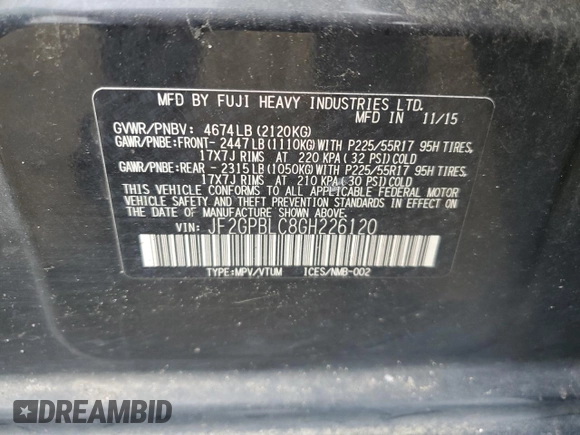 MFD BY FUJI HEAVY INDUSTRIES LTD.
MFD IN 11/15
GVWR/PNBV: 4674LB(2120KG)
GAWR/PNBE:FRONT- 2447LB(1110KG)WITH P225/55R17 95H TIRES,
17X7J RIMS AT 220 KPA(32 PSI)COLD
GAWR/PNBE:REAR - 2315LB(1050KG)WITH P225/55R17 95H TIRES,
17X7J RIMS AT 210 KPA(30 PSI)COLD
THIS VEHICLE CONFORMS TO ALL APPLICABLE FEDERAL MOTOR
VEHICLE SAFETY, BUMPER, AND THEFT PREVENTION STANDARDS
IN EFFECT ON THE DATE OF MANUFACTURE SHOWN ABOVE.
VIN: JF2GPBLC8GH226120
TYPE:MPV/VTUM ICES/NMB-002
DREAMBID